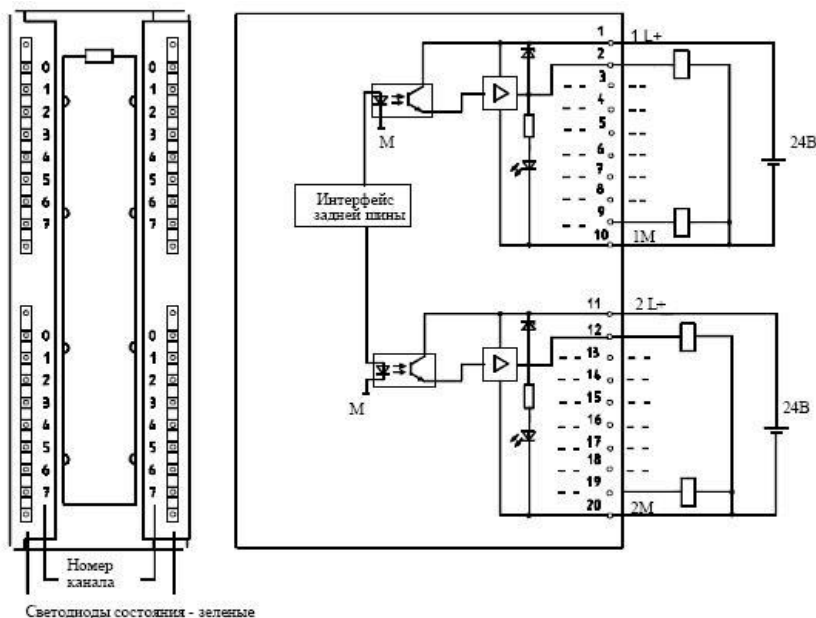 0 0
1 1
2 2
3 3
4 4
5 5
6 6
7 7
0 0
1 1
2 2
3 3
4 4
5 5
6 6
7 7
Номер
канала
Светодиоды состояния - зеленые
1 1 L+
2
3
4
5
6
7
8
9
10 1M
24В
M
Интерфейс
задней шины
11 2 L+
12
13
14
15
16
17
18
19
20 2M
24В
M